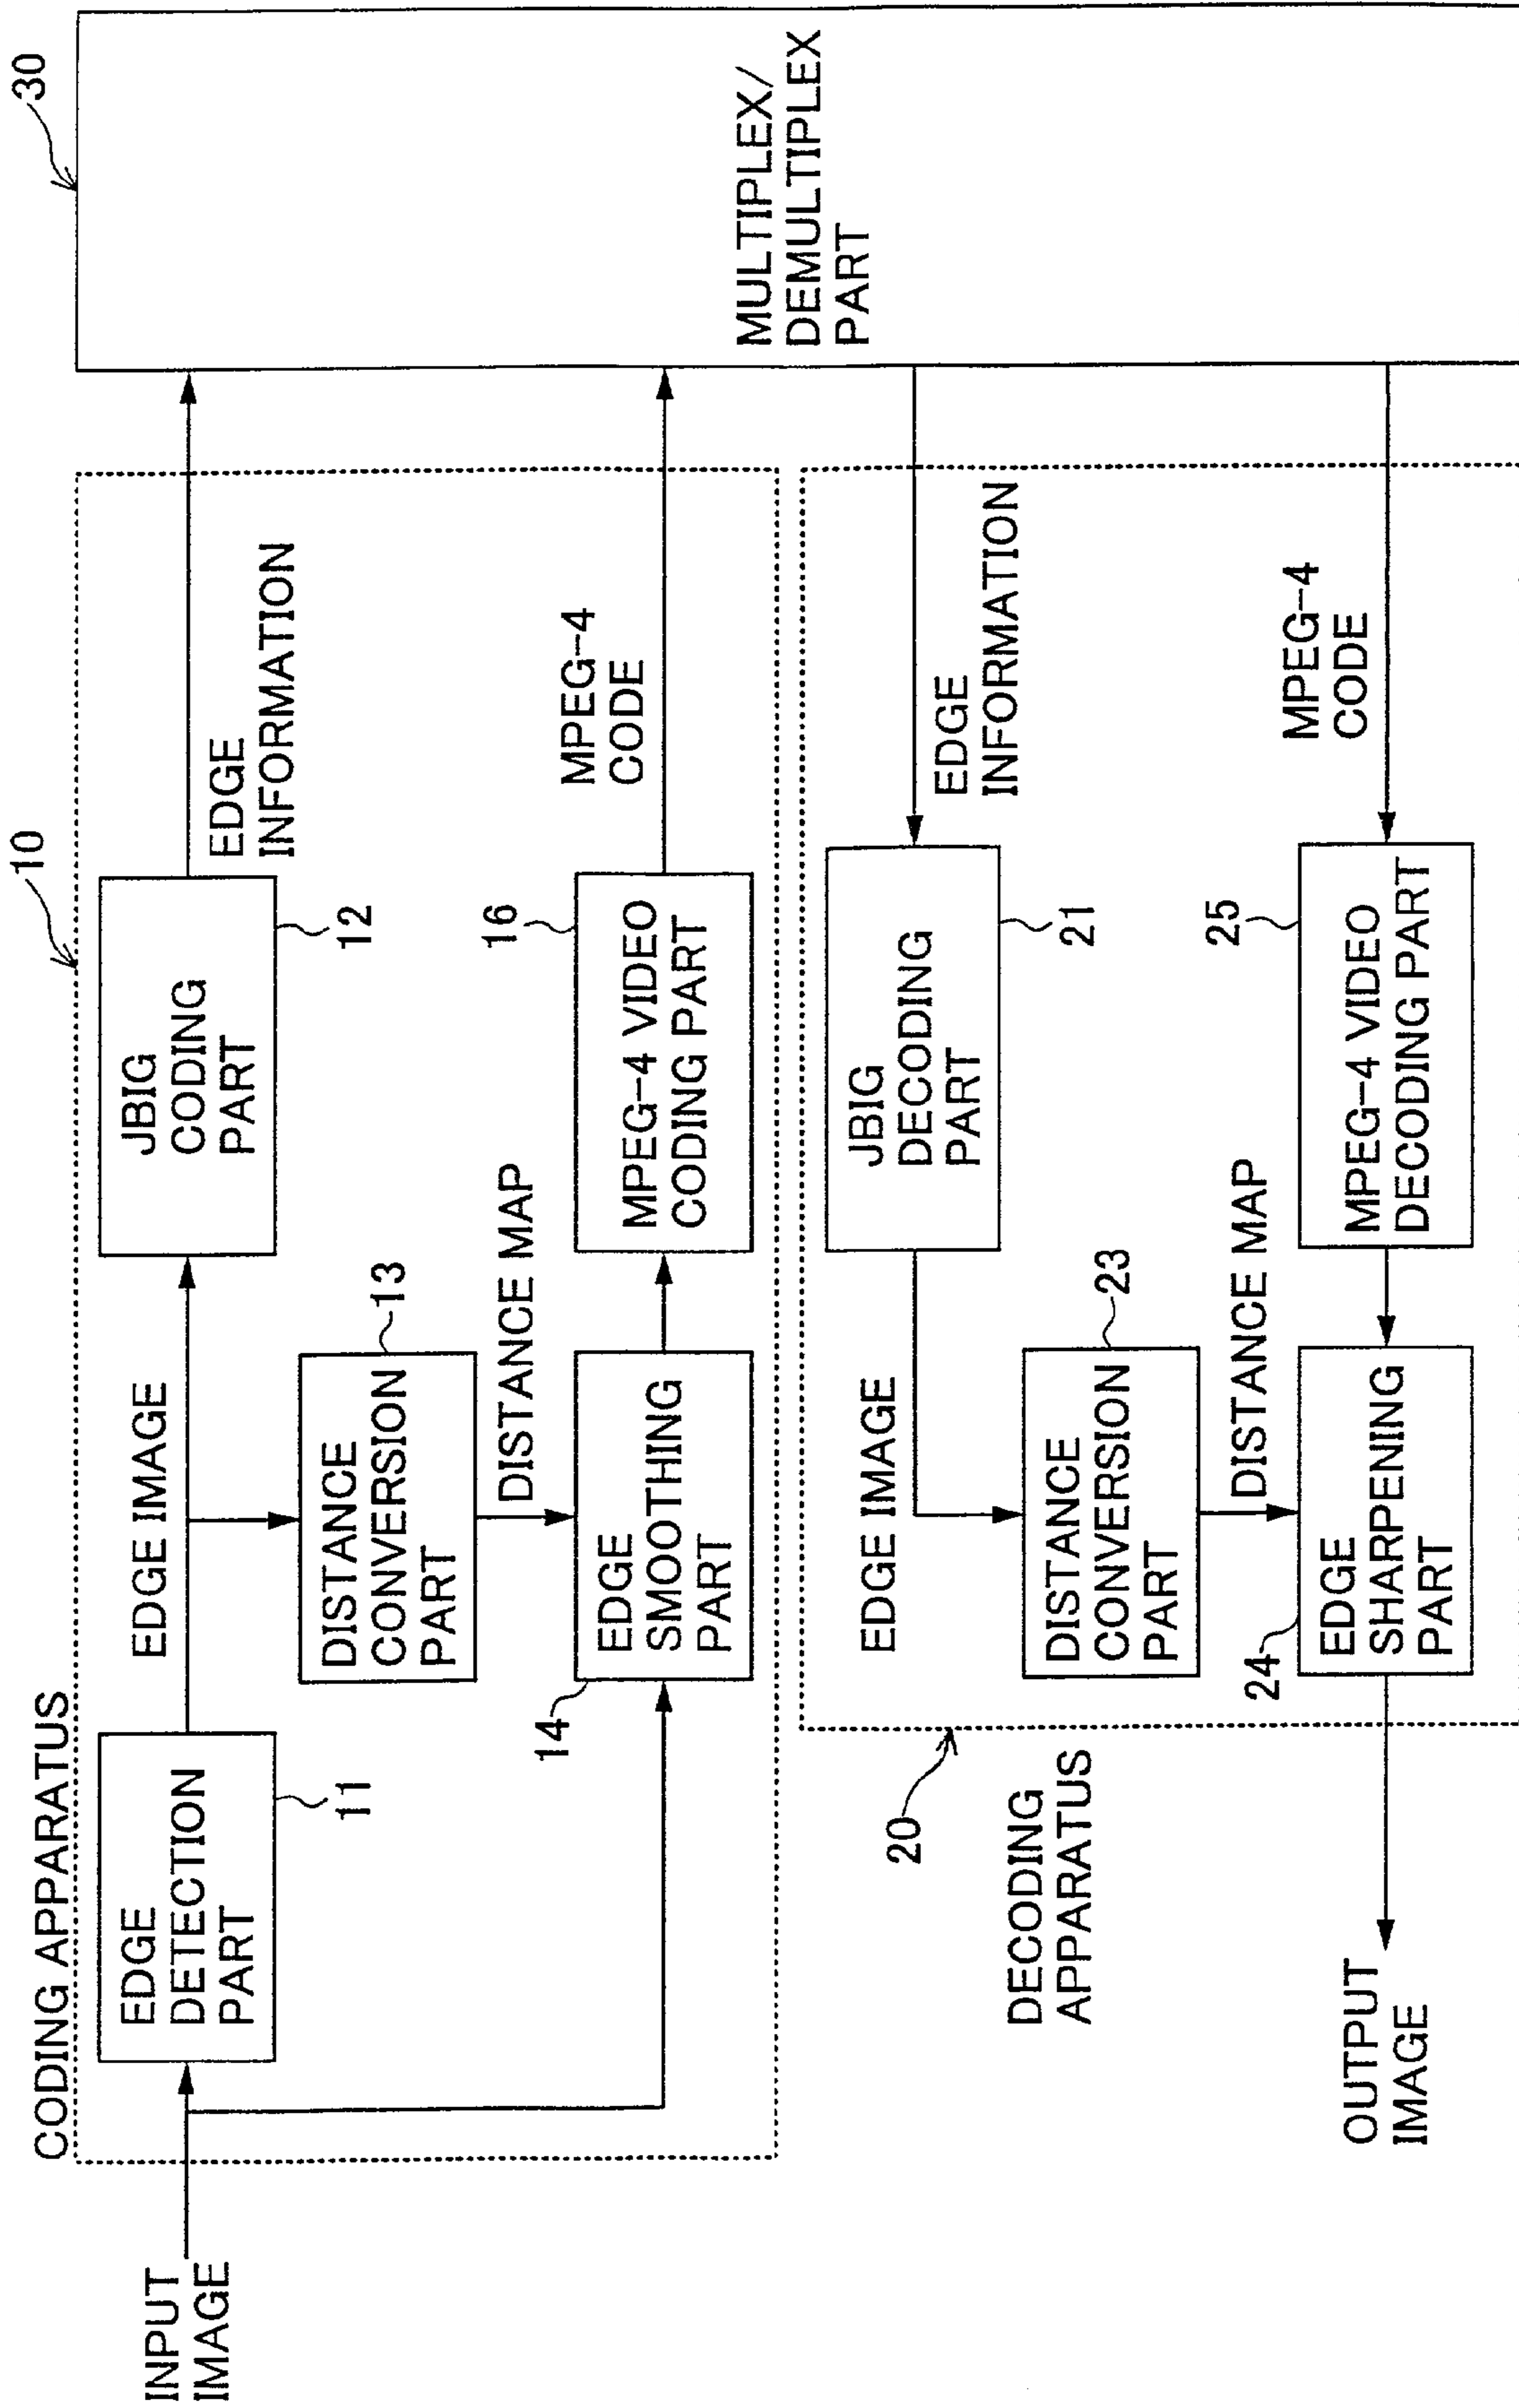 CODING APPARATUS
10
30
INPUT
IMAGE
EDGE
DETECTION
PART
11
EDGE IMAGE
JBIG
CODING
PART
12
EDGE
INFORMATION
DISTANCE
CONVERSION
PART
13
DISTANCE MAP
14
EDGE
SMOOTHING
PART
16
MPEG-4 VIDEO
CODING PART
MPEG-4
CODE
MULTIPLEX/
DEMULTIPLEX
PART
20
DECODING
APPARATUS
EDGE IMAGE
JBIG
DECODING
PART
21
EDGE
INFORMATION
DISTANCE
CONVERSION
PART
23
DISTANCE MAP
24
EDGE
SHARPENING
PART
25
MPEG-4 VIDEO
DECODING PART
MPEG-4
CODE
OUTPUT
IMAGE